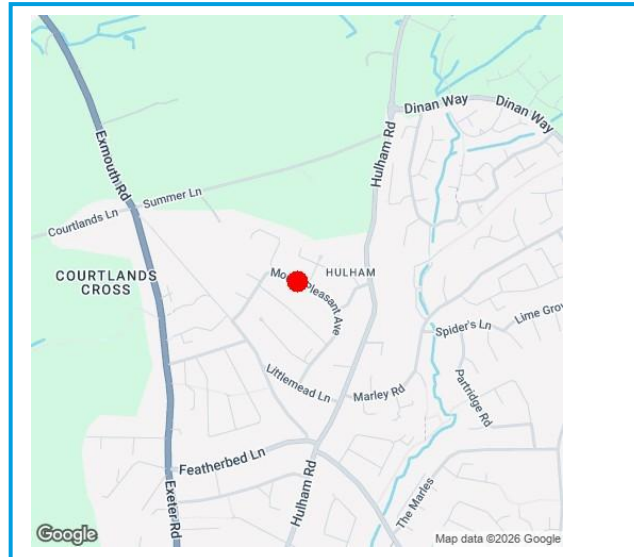 Dinan Way
Dinan Way
Hulham Rd
Exmouth Rd
Summer Ln
Courtlands Ln
COURTLANDS
CROSS
HULHAM
Pleasant Ave
Spider's Ln
Lime Gro
Partridge Rd
Littlemead Ln
Marley Rd
Featherbed Ln
Exeter Rd
Hulham Rd
The Marles
Google
Map data ©2026 Google